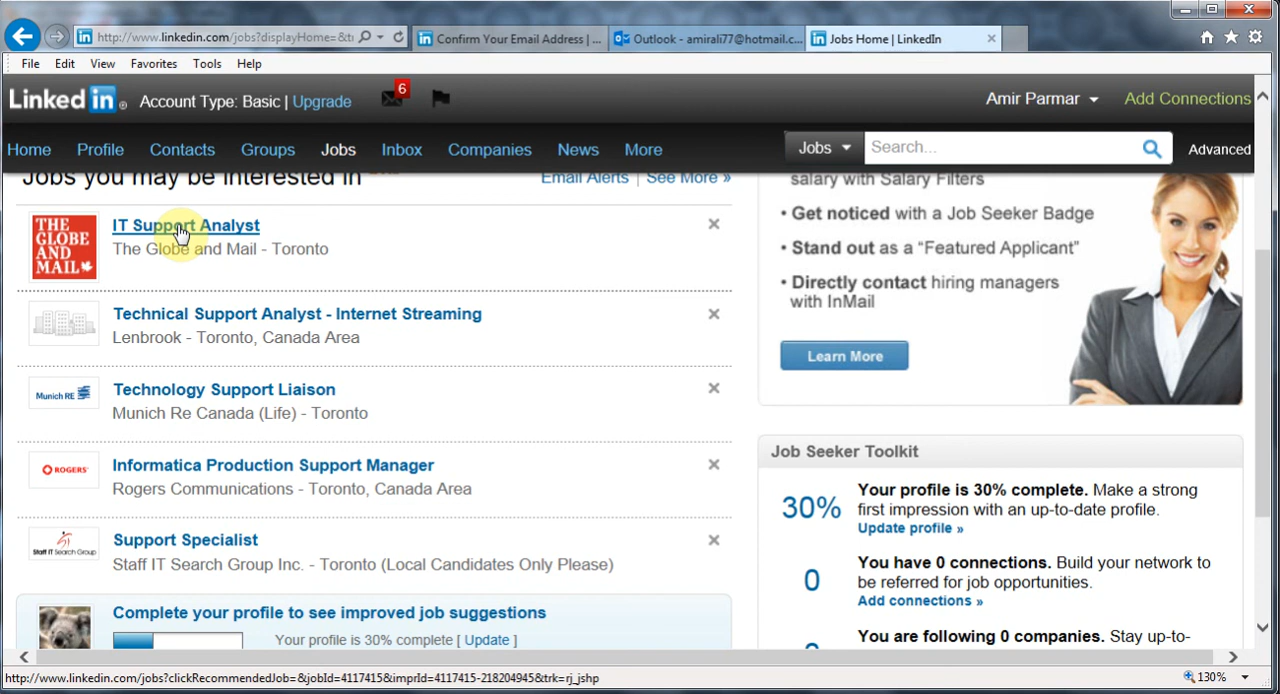 http://www.linkedin.com/jobs?displayHome=&t
Confirm Your Email Address | ...
Outlook - amirali77@hotmail.c...
Jobs Home | LinkedIn
File Edit View Favorites Tools Help
Linked in® Account Type: Basic | Upgrade
6
Amir Parmar
Add Connections
Home Profile Contacts Groups Jobs Inbox Companies News More
Jobs
Search...
Advanced
Jobs you may be interested in
Email Alerts | See More »
THE
GLOBE
AND
MAIL
IT Support Analyst
The Globe and Mail - Toronto
Technical Support Analyst - Internet Streaming
Lenbrook - Toronto, Canada Area
Munich RE
Technology Support Liaison
Munich Re Canada (Life) - Toronto
ROGERS
Informatica Production Support Manager
Rogers Communications - Toronto, Canada Area
Staff IT Search Group
Support Specialist
Staff IT Search Group Inc. - Toronto (Local Candidates Only Please)
Complete your profile to see improved job suggestions
Your profile is 30% complete [ Update ]
salary with Salary Filters
• Get noticed with a Job Seeker Badge
• Stand out as a “Featured Applicant”
• Directly contact hiring managers
with InMail
Learn More
Job Seeker Toolkit
30%
Your profile is 30% complete. Make a strong
first impression with an up-to-date profile.
Update profile »
0
You have 0 connections. Build your network to
be referred for job opportunities.
Add connections »
You are following 0 companies. Stay up-to-
http://www.linkedin.com/jobs?clickRecommendedJob=&jobId=4117415&imprId=4117415-218204945&trk=rj_jshp
130%